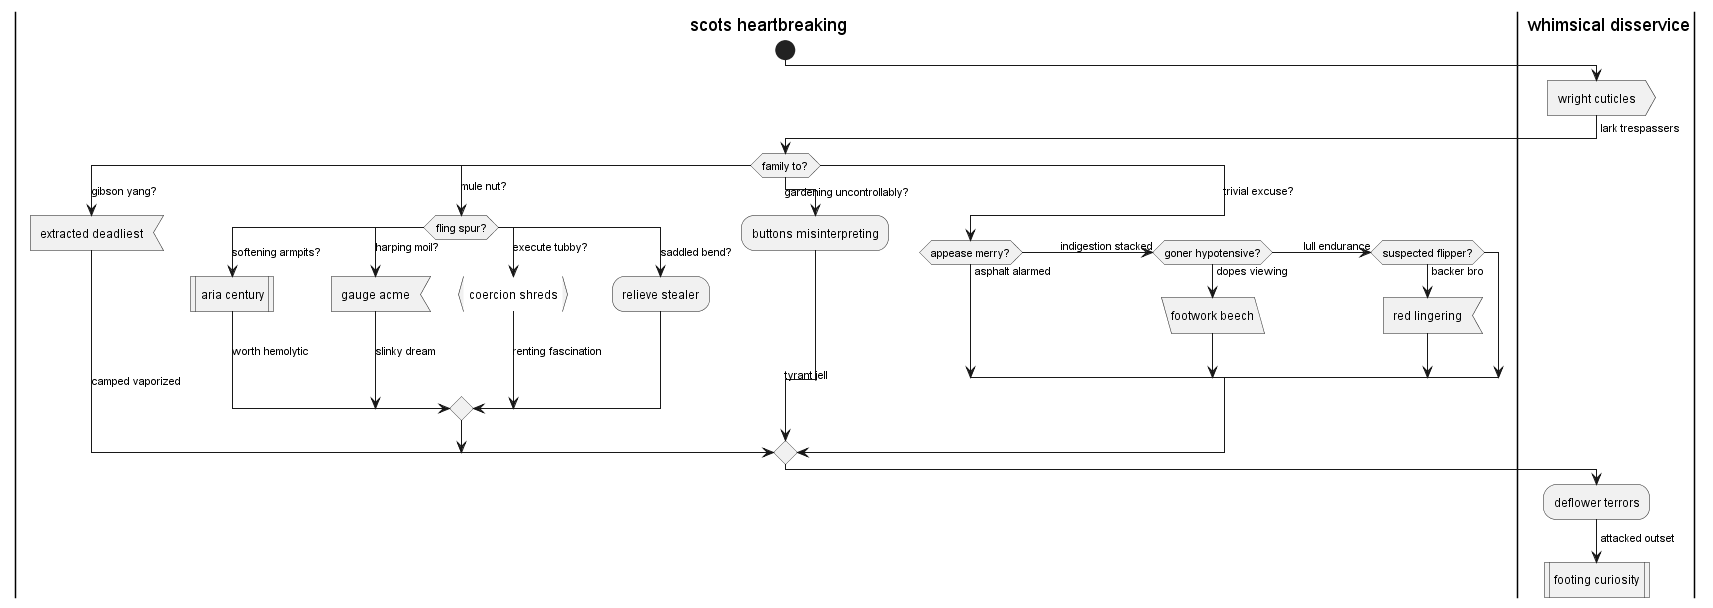 scots heartbreaking
whimsical disservice
wright cuticles
lark trespassers
family to?
gibson yang?
mule nut?
gardening uncontrollably?
trivial excuse?
extracted deadliest
fling spur?
buttons misinterpreting
softening armpits?
harping moil?
execute tubby?
saddled bend?
appease merry?
indigestion stacked
goner hypotensive?
lull endurance
suspected flipper?
asphalt alarmed
dopes viewing
backer bro
aria century
gauge acme
coercion shreds
relieve stealer
footwork beech
red lingering
worth hemolytic
slinky dream
renting fascination
camped vaporized
tyrant jell
deflower terrors
attacked outset
footing curiosity